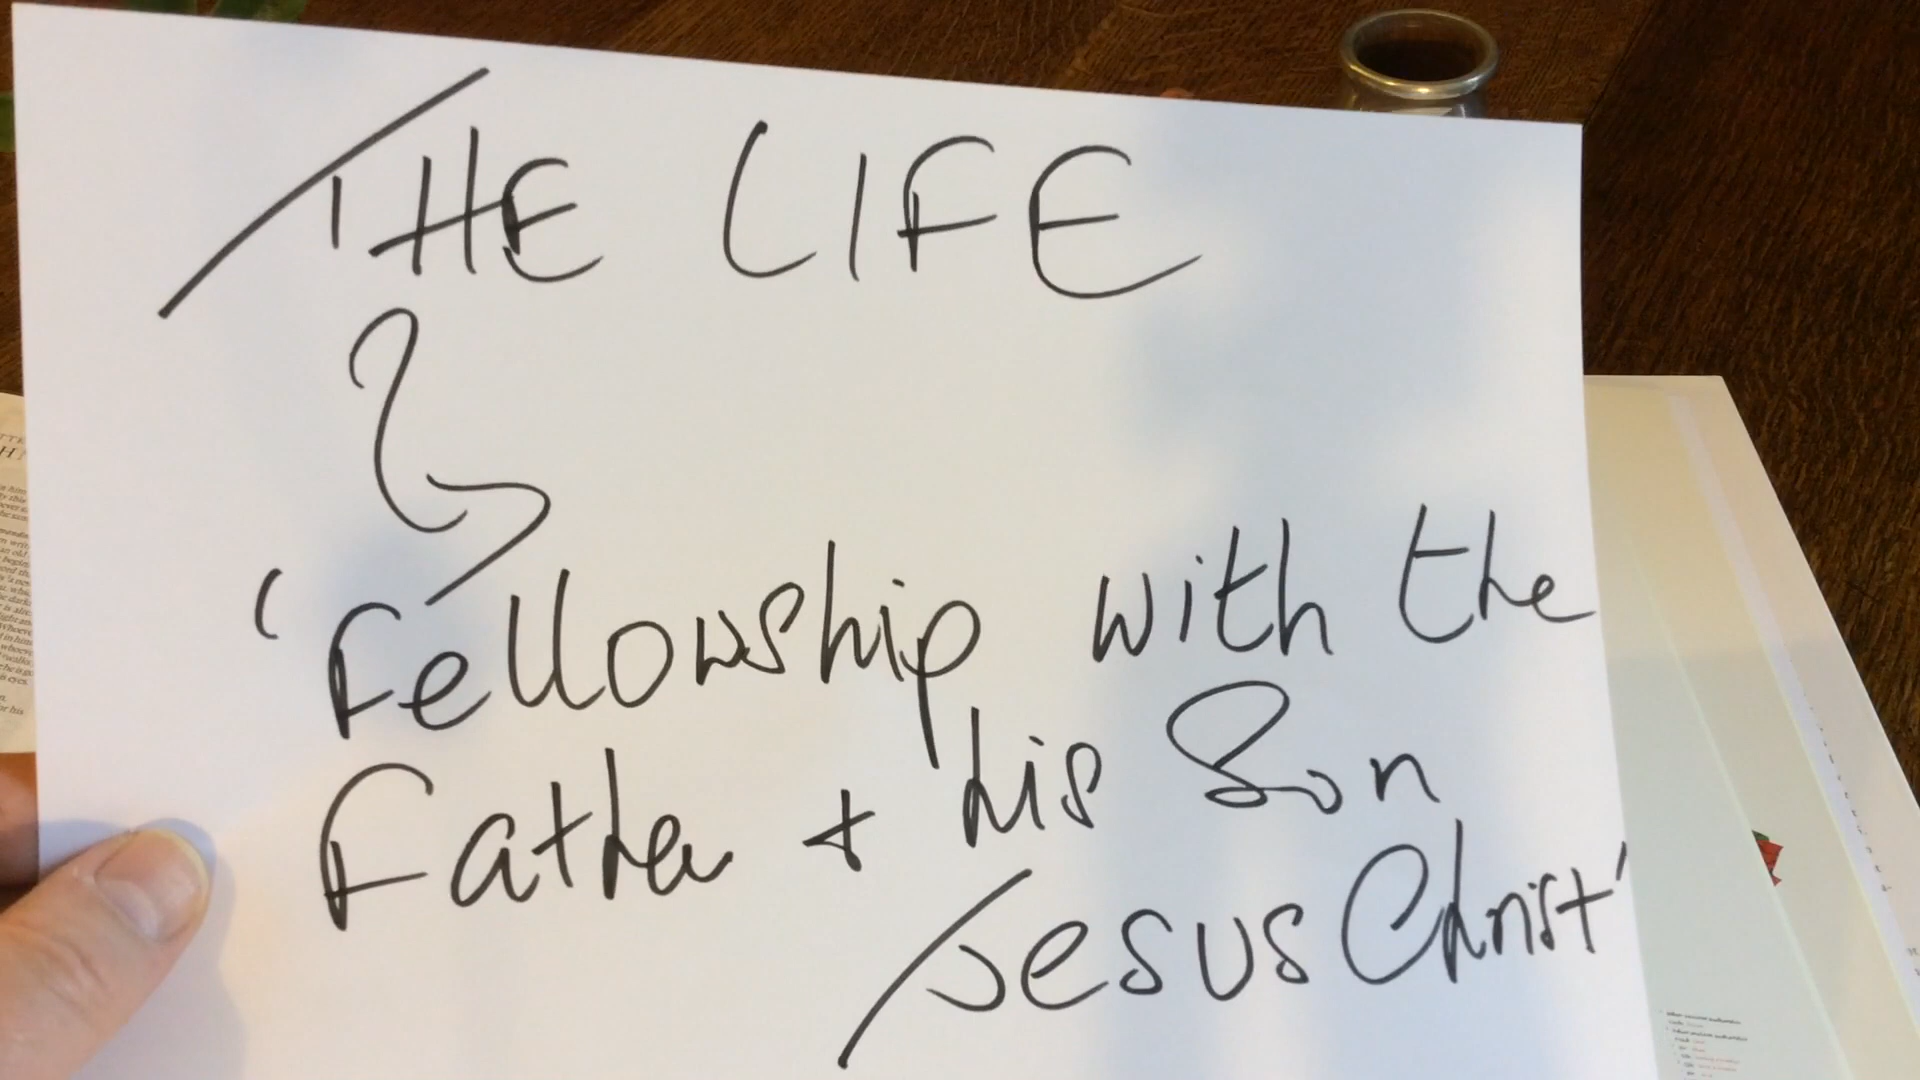 THE LIFE
'Fellowship with the
Father + his Son
Jesus Christ'